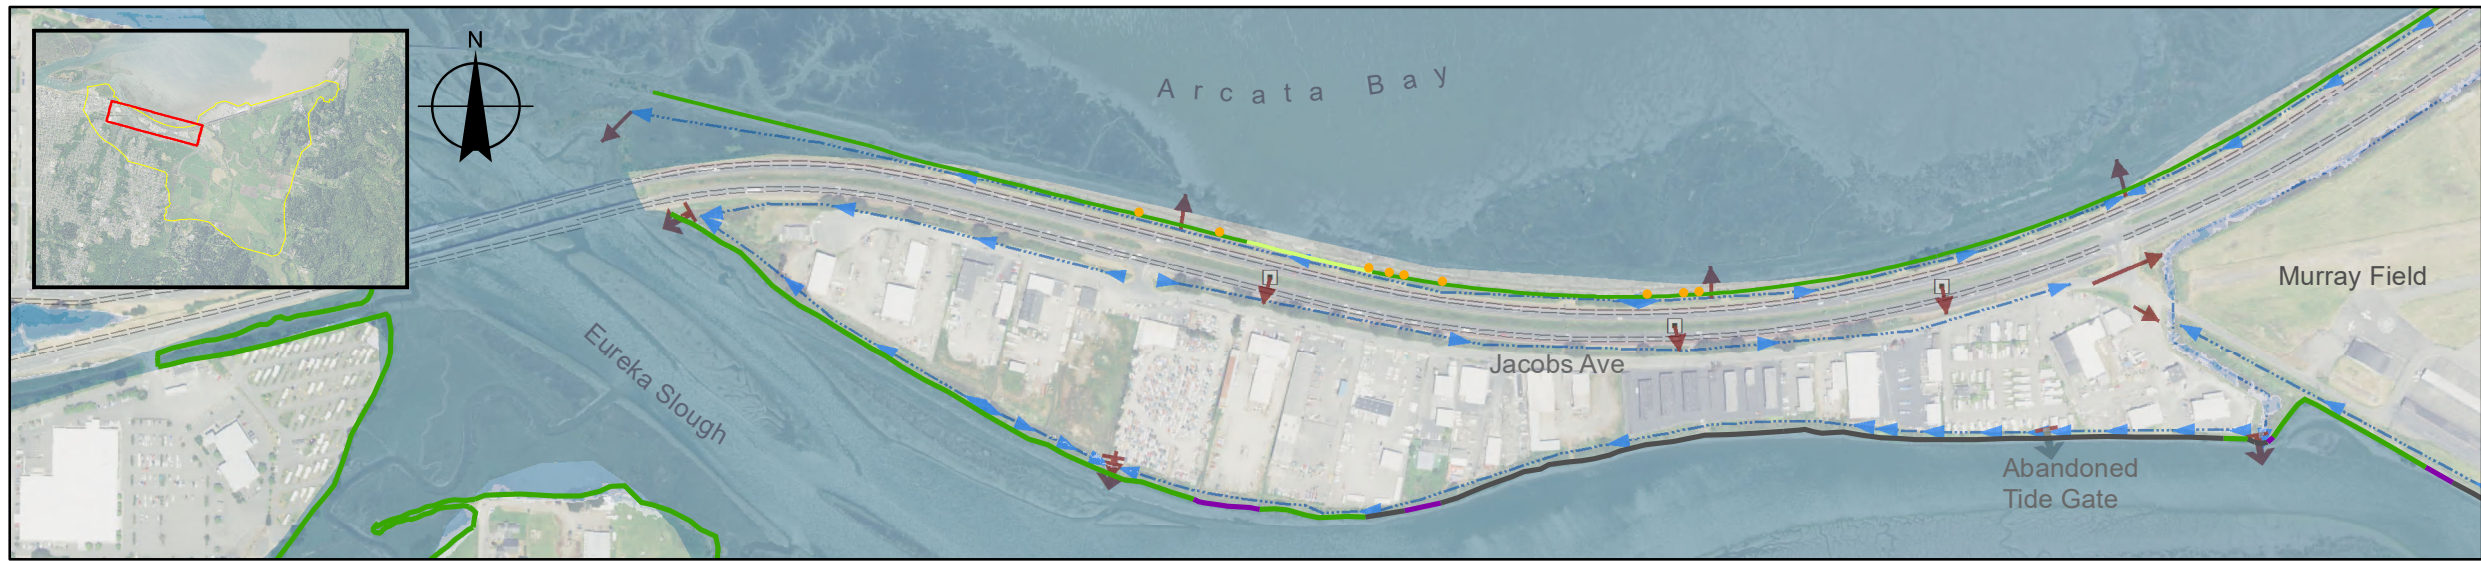 N
Arcata Bay
Murray Field
Eureka Slough
Jacobs Ave
Abandoned
Tide Gate